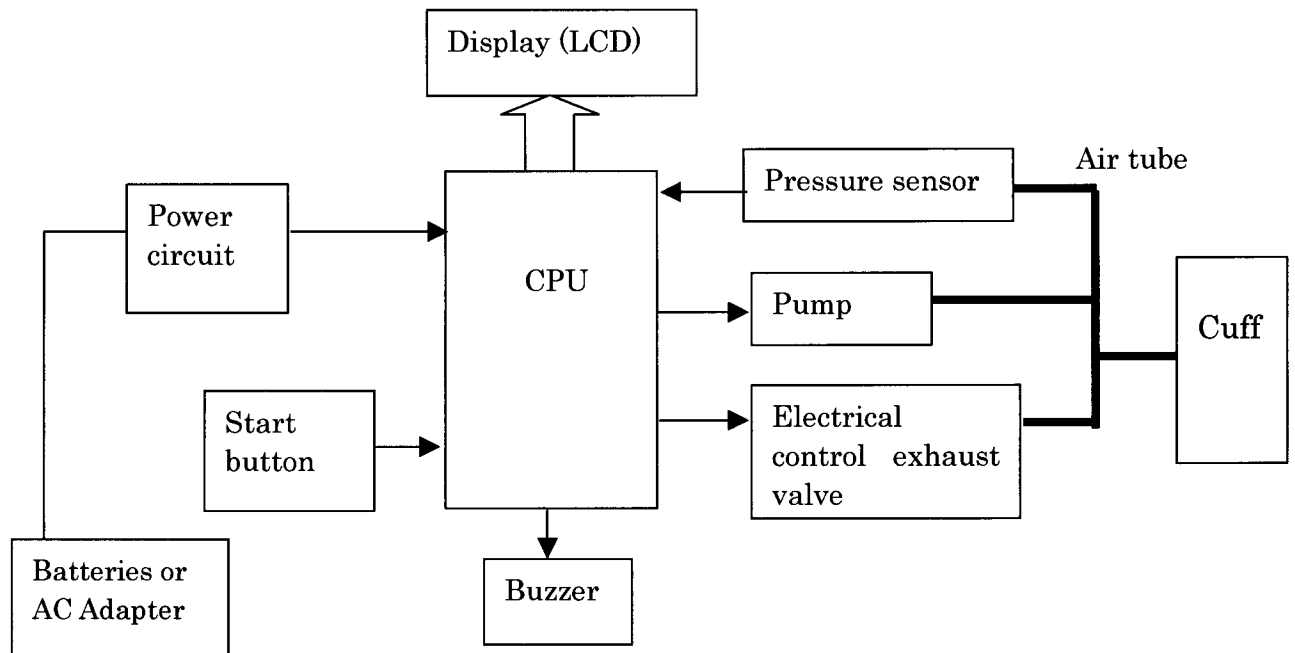 Display (LCD)
Air tube
Pressure sensor
Power
circuit
CPU
Pump
Cuff
Start
button
Electrical
control exhaust
valve
Batteries or
AC Adapter
Buzzer